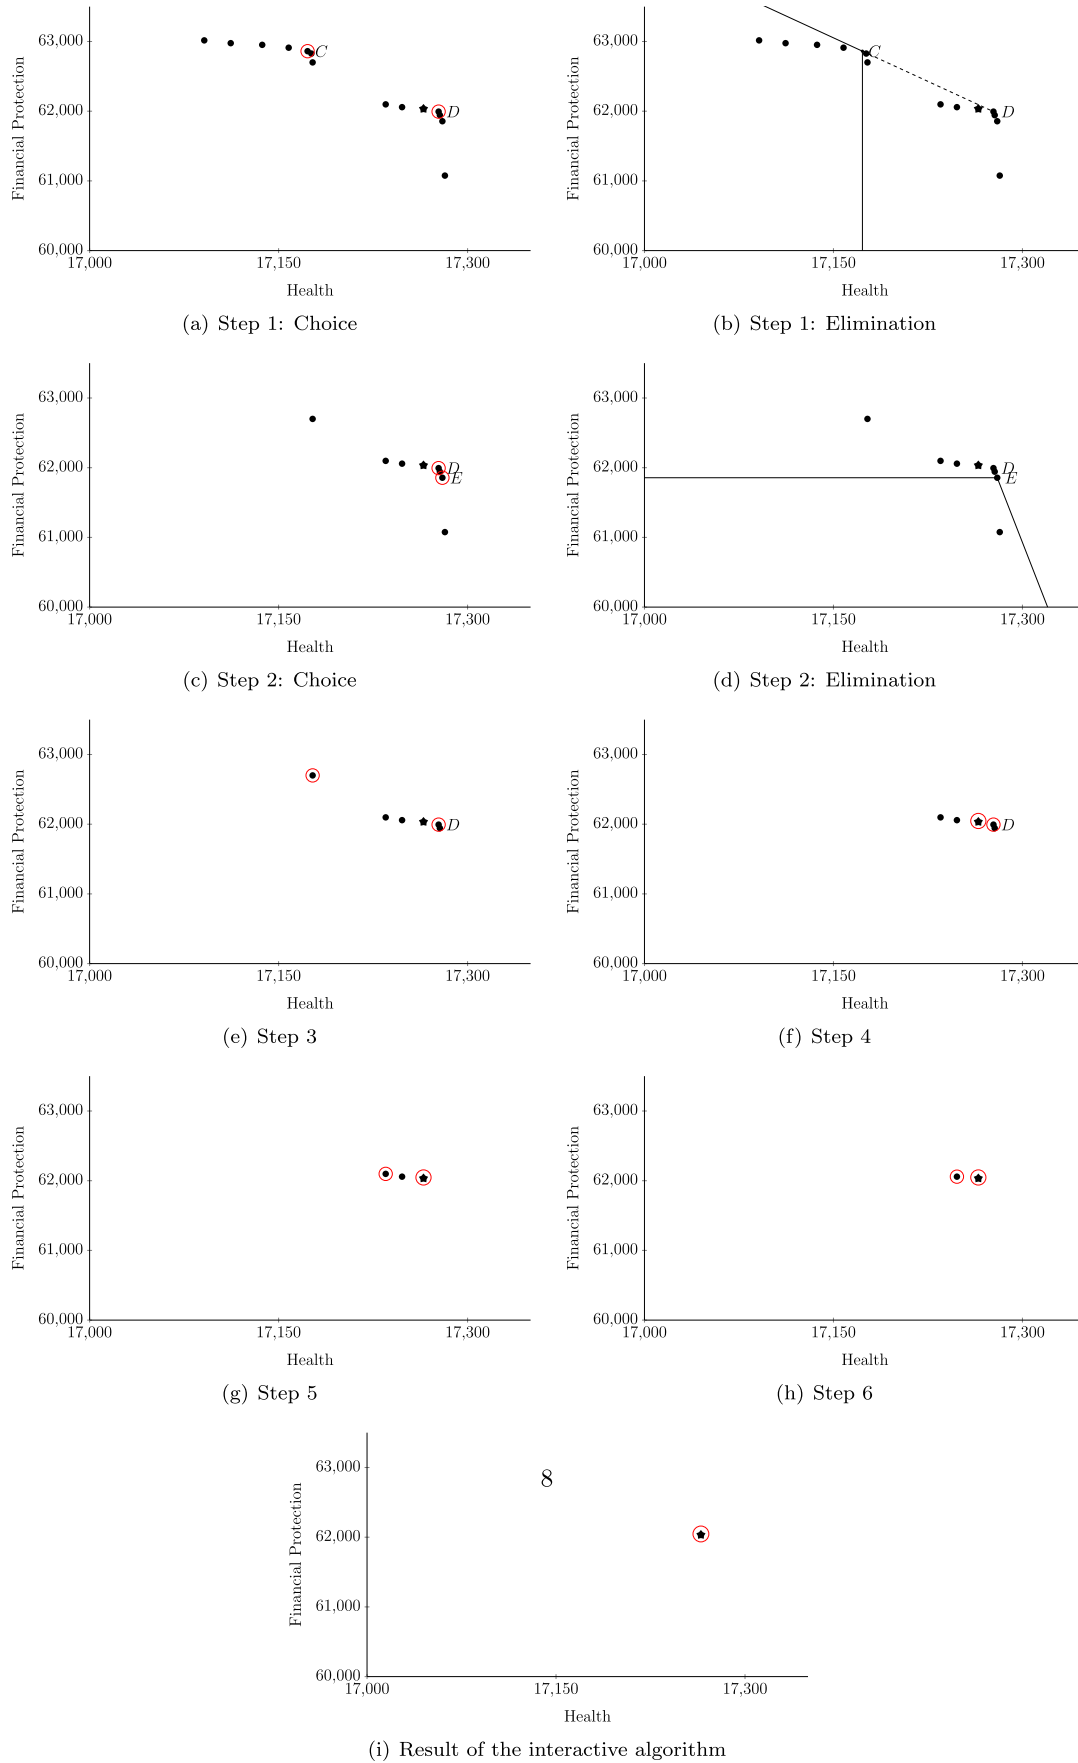 63,000
62,000
61,000
60,000
Financial Protection
C
D
17,000 17,150 17,300
Health
(a) Step 1: Choice
63,000
62,000
61,000
60,000
Financial Protection
C
D
17,000 17,150 17,300
Health
(b) Step 1: Elimination
63,000
62,000
61,000
60,000
Financial Protection
D
E
17,000 17,150 17,300
Health
(c) Step 2: Choice
63,000
62,000
61,000
60,000
Financial Protection
D
E
17,000 17,150 17,300
Health
(d) Step 2: Elimination
63,000
62,000
61,000
60,000
Financial Protection
D
17,000 17,150 17,300
Health
(e) Step 3
63,000
62,000
61,000
60,000
Financial Protection
D
17,000 17,150 17,300
Health
(f) Step 4
63,000
62,000
61,000
60,000
Financial Protection
17,000 17,150 17,300
Health
(g) Step 5
63,000
62,000
61,000
60,000
Financial Protection
17,000 17,150 17,300
Health
(h) Step 6
63,000
62,000
61,000
60,000
Financial Protection
8
17,000 17,150 17,300
Health
(i) Result of the interactive algorithm